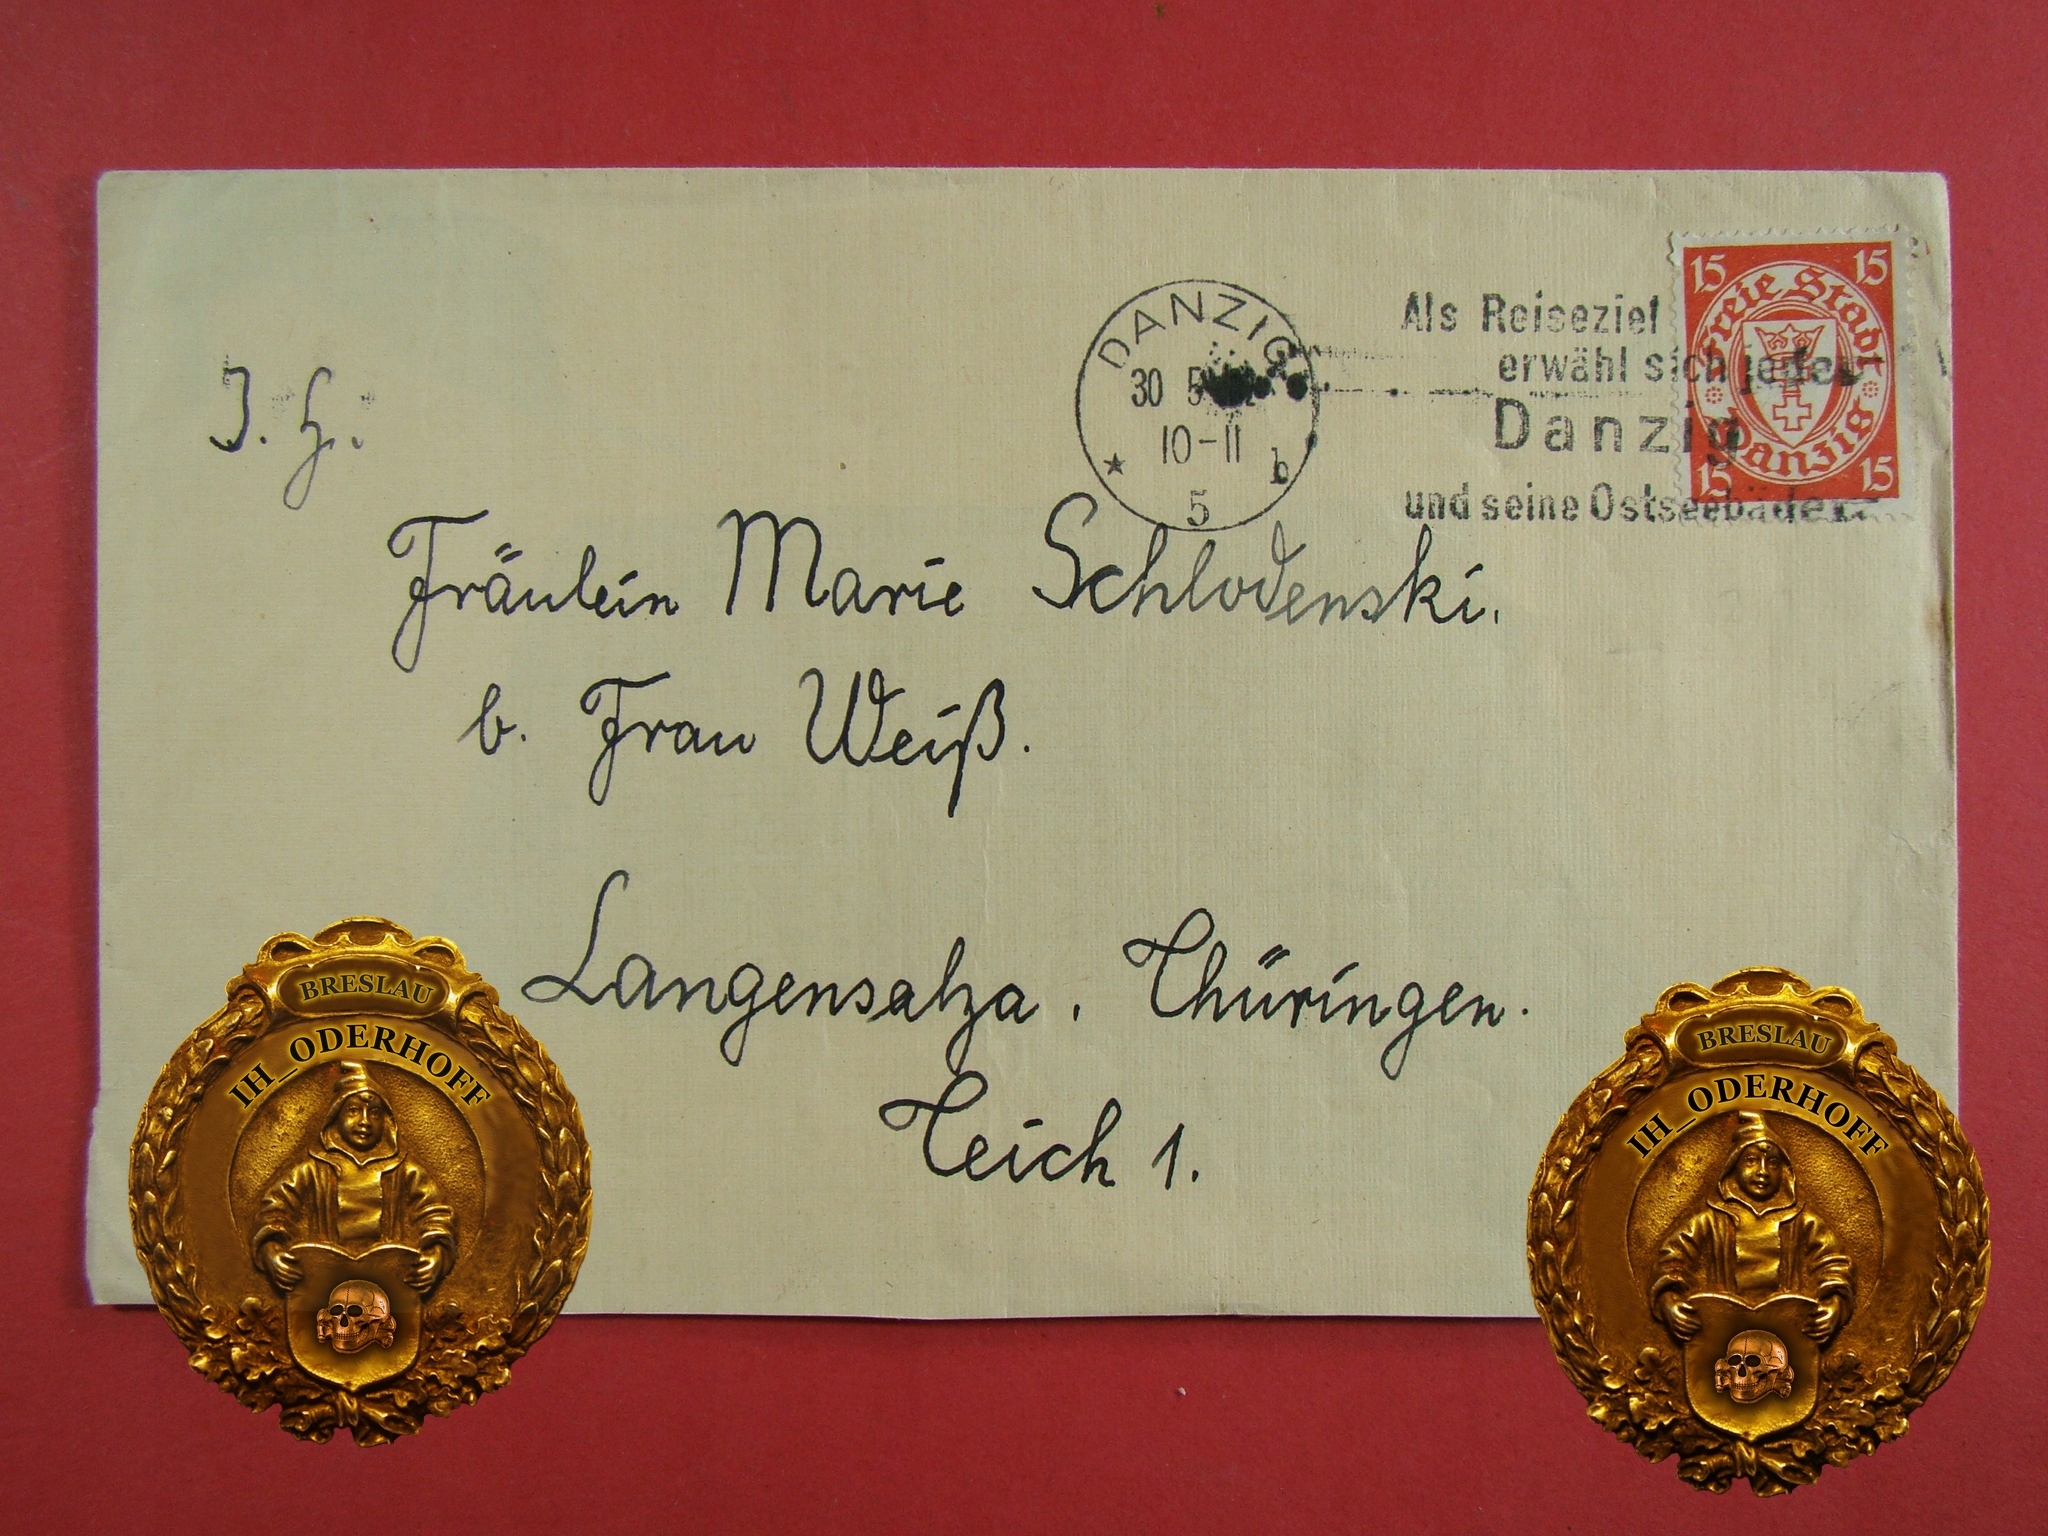 15 15
Freie Stadt
Danzig
15 15
DANZIG
30 5
10-11
b
5
Als Reiseziel
erwähl sich jeder
Danzig
und seine Ostseebäder
J. H.
Fräulein Marie Schlodenski.
b. Frau Weiß.
Langensalza, Thüringen.
Teich 1.
BRESLAU
IH_ODERHOFF
BRESLAU
IH_ODERHOFF